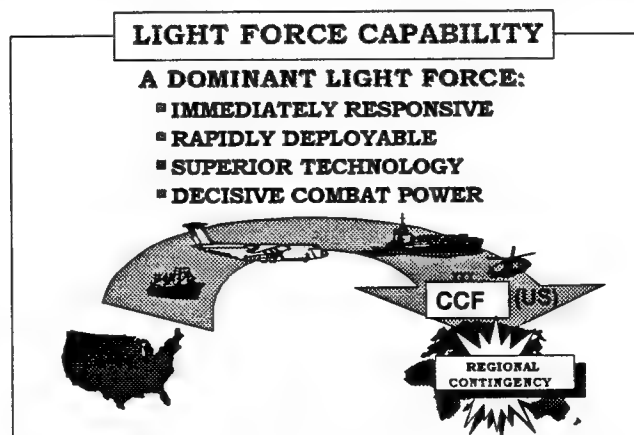 LIGHT FORCE CAPABILITY
A DOMINANT LIGHT FORCE:
▪ IMMEDIATELY RESPONSIVE
▪ RAPIDLY DEPLOYABLE
▪ SUPERIOR TECHNOLOGY
▪ DECISIVE COMBAT POWER
XXX
CCF (US)
REGIONAL
CONTINGENCY